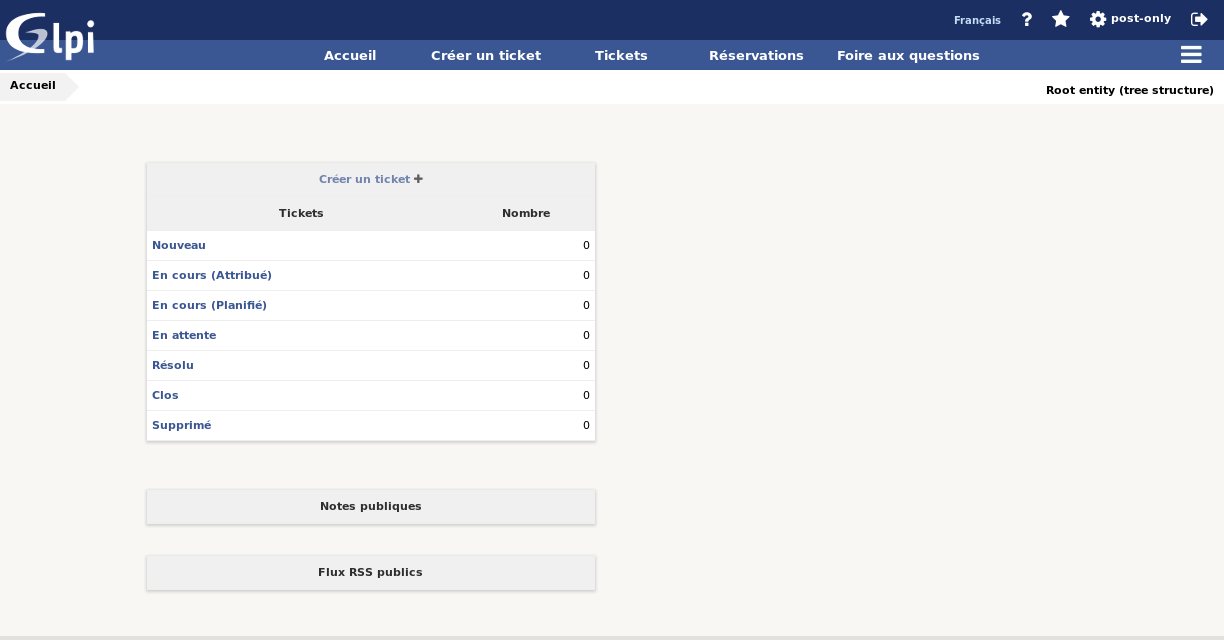 Glpi
Français ? post-only
Accueil Créer un ticket Tickets Réservations Foire aux questions
Accueil
Root entity (tree structure)
Créer un ticket
Tickets Nombre
Nouveau 0
En cours (Attribué) 0
En cours (Planifié) 0
En attente 0
Résolu 0
Clos 0
Supprimé 0
Notes publiques
Flux RSS publics